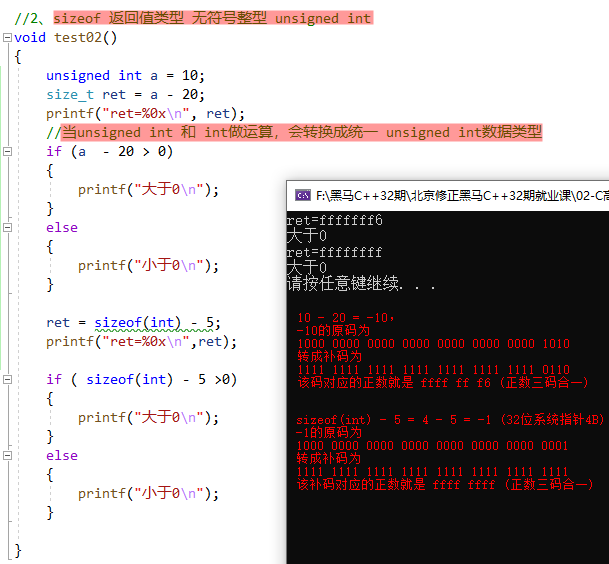 //2、sizeof 返回值类型 无符号整型 unsigned int
void test02()
{
unsigned int a = 10;
size_t ret = a - 20;
printf("ret=%0x\n", ret);
//当unsigned int 和 int做运算，会转换成统一 unsigned int数据类型
if (a  - 20 > 0)
{
printf("大于0\n");
}
else
{
printf("小于0\n");
}
ret = sizeof(int) - 5;
printf("ret=%0x\n",ret);
if ( sizeof(int) - 5 >0)
{
printf("大于0\n");
}
else
{
printf("小于0\n");
}
}
F:\黑马C++32期\北京修正黑马C++32期就业课\02-C高
ret=fffffff6
大于0
ret=ffffffff
大于0
请按任意键继续. . .
10 - 20 = -10，
-10的原码为
1000 0000 0000 0000 0000 0000 0000 1010
转成补码为
1111 1111 1111 1111 1111 1111 1111 0110
该码对应的正数就是 ffff ff f6 (正数三码合一)
sizeof(int) - 5 = 4 - 5 = -1 (32位系统指针4B)
-1的原码为
1000 0000 0000 0000 0000 0000 0000 0001
转成补码为
1111 1111 1111 1111 1111 1111 1111 1111
该补码对应的正数就是 ffff ffff (正数三码合一)